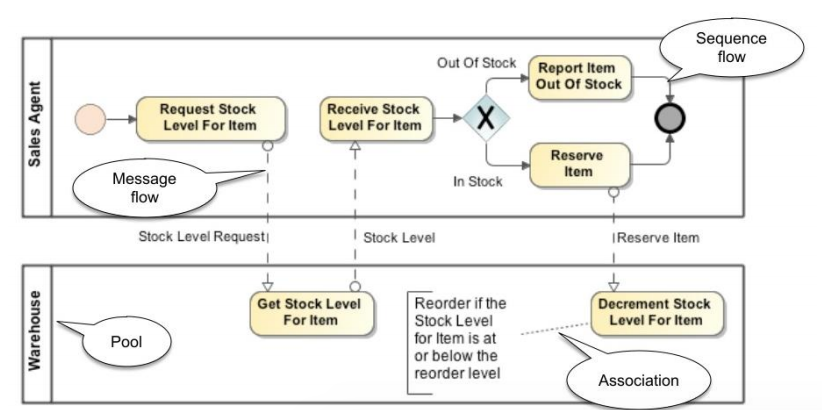 Sales Agent
Request Stock
Level For Item
Receive Stock
Level For Item
Out Of Stock
X
Report Item
Out Of Stock
In Stock
Reserve
Item
Sequence
flow
Message
flow
Stock Level Request
Stock Level
Reserve Item
Warehouse
Pool
Get Stock Level
For Item
Reorder if the
Stock Level
for Item is at
or below the
reorder level
Decrement Stock
Level For Item
Association